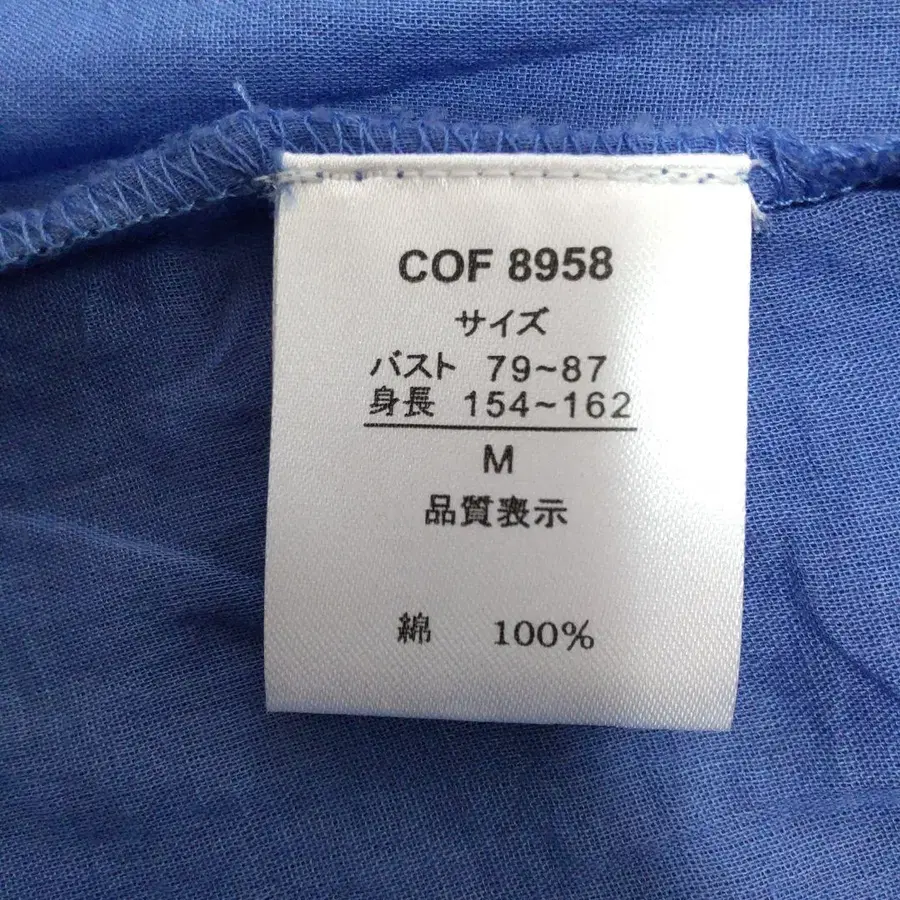 COF 8958
サイズ
バスト 79~87
身長 154~162
M
品質表示
綿 100%